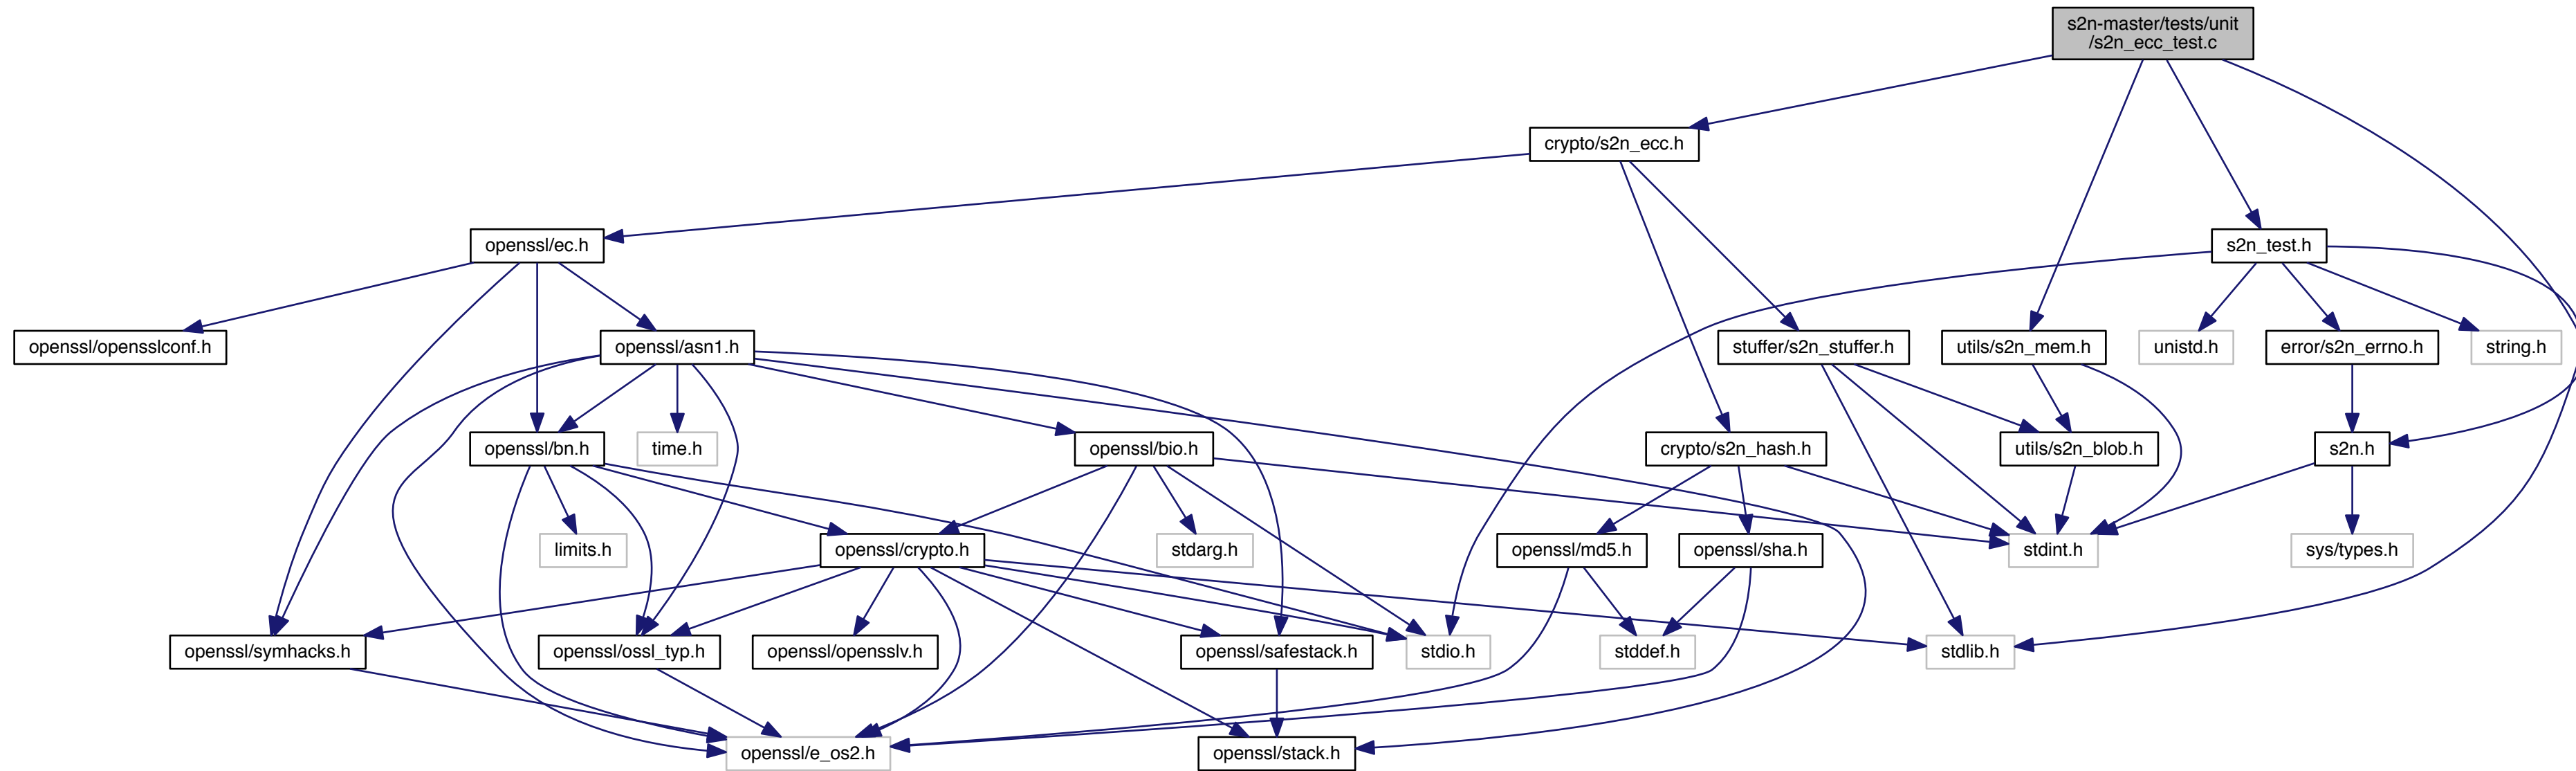 s2n-master/tests/unit
/s2n_ecc_test.c
crypto/s2n_ecc.h
openssl/ec.h
s2n_test.h
openssl/opensslconf.h
openssl/asn1.h
stuffer/s2n_stuffer.h
utils/s2n_mem.h
unistd.h
error/s2n_errno.h
string.h
openssl/bn.h
time.h
openssl/bio.h
crypto/s2n_hash.h
utils/s2n_blob.h
s2n.h
limits.h
openssl/crypto.h
stdarg.h
openssl/md5.h
openssl/sha.h
stdint.h
sys/types.h
openssl/symhacks.h
openssl/ossl_typ.h
openssl/opensslv.h
openssl/safestack.h
stdio.h
stddef.h
stdlib.h
openssl/e_os2.h
openssl/stack.h